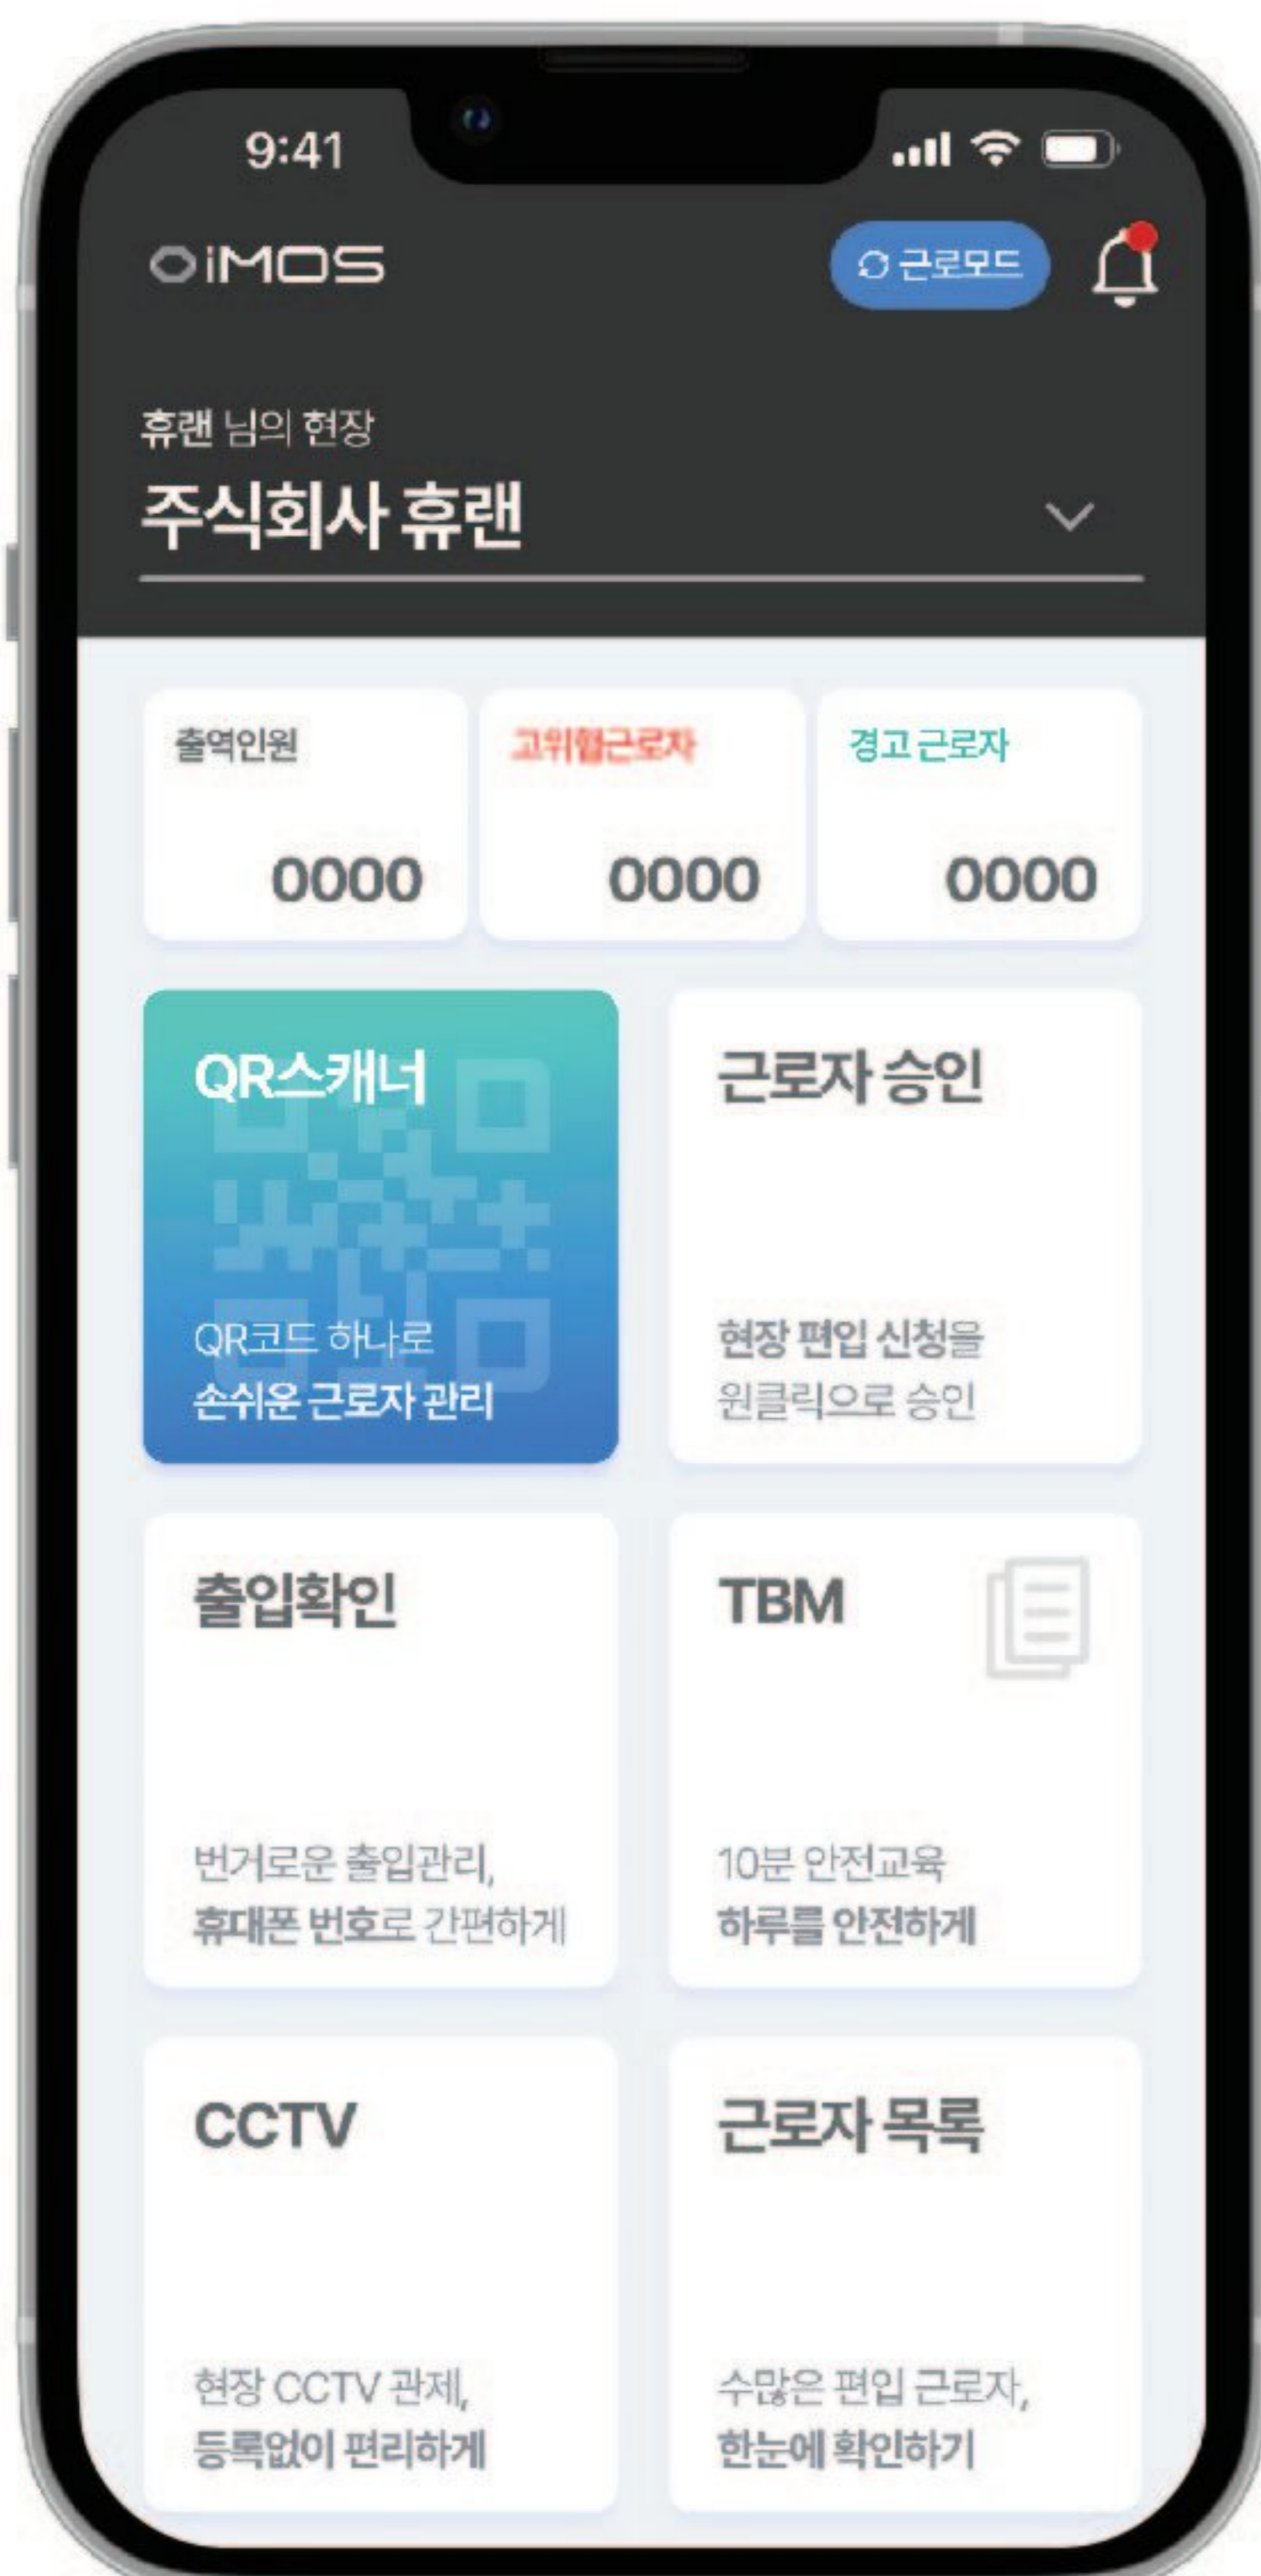 9:41
iMOS
근로모드
휴랜 님의 현장
주식회사 휴랜
출역인원
고위험근로자
경고 근로자
0000
0000
0000
QR스캐너
QR코드 하나로
손쉬운 근로자 관리
근로자 승인
현장 편입 신청을
원클릭으로 승인
출입확인
번거로운 출입관리,
휴대폰 번호로 간편하게
TBM
10분 안전교육
하루를 안전하게
CCTV
현장 CCTV 관제,
등록없이 편리하게
근로자 목록
수많은 편입 근로자,
한눈에 확인하기